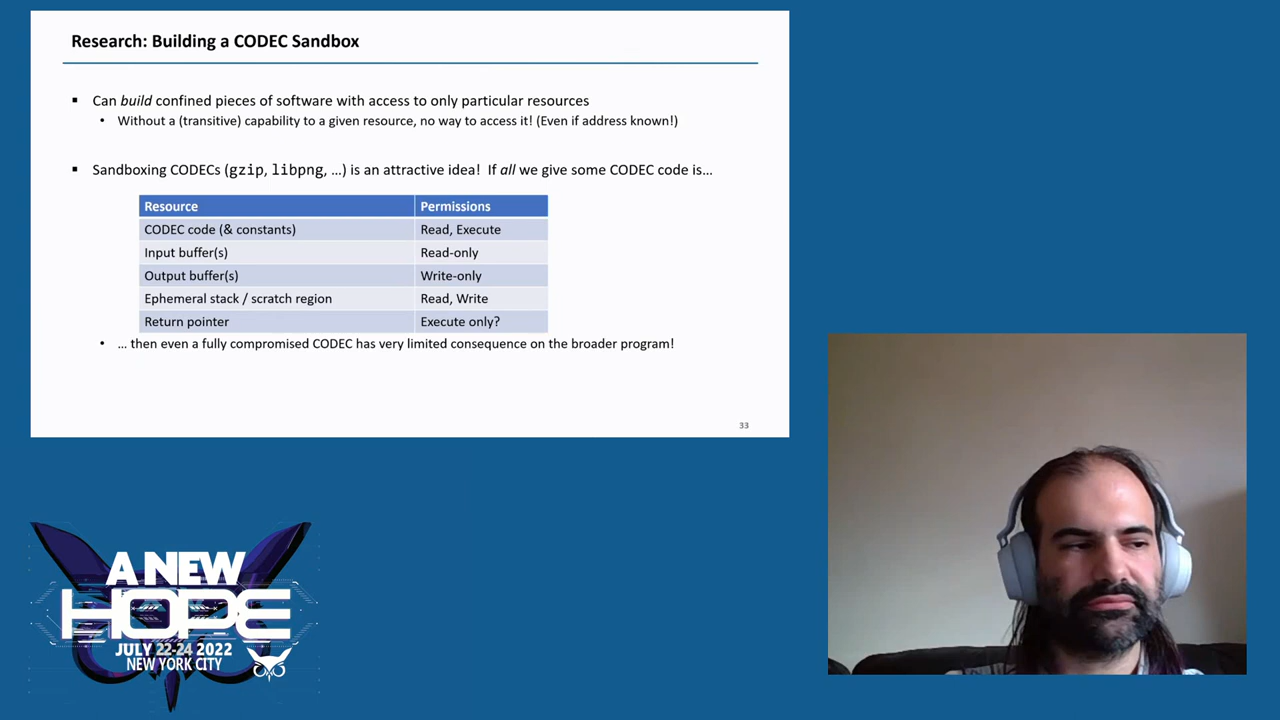 Research: Building a CODEC Sandbox
▪ Can build confined pieces of software with access to only particular resources
• Without a (transitive) capability to a given resource, no way to access it! (Even if address known!)
▪ Sandboxing CODECs (gzip, libpng, …) is an attractive idea! If all we give some CODEC code is…
Resource Permissions
CODEC code (& constants) Read, Execute
Input buffer(s) Read-only
Output buffer(s) Write-only
Ephemeral stack / scratch region Read, Write
Return pointer Execute only?
• … then even a fully compromised CODEC has very limited consequence on the broader program!
33
A NEW
HOPE
JULY 22-24 2022
NEW YORK CITY